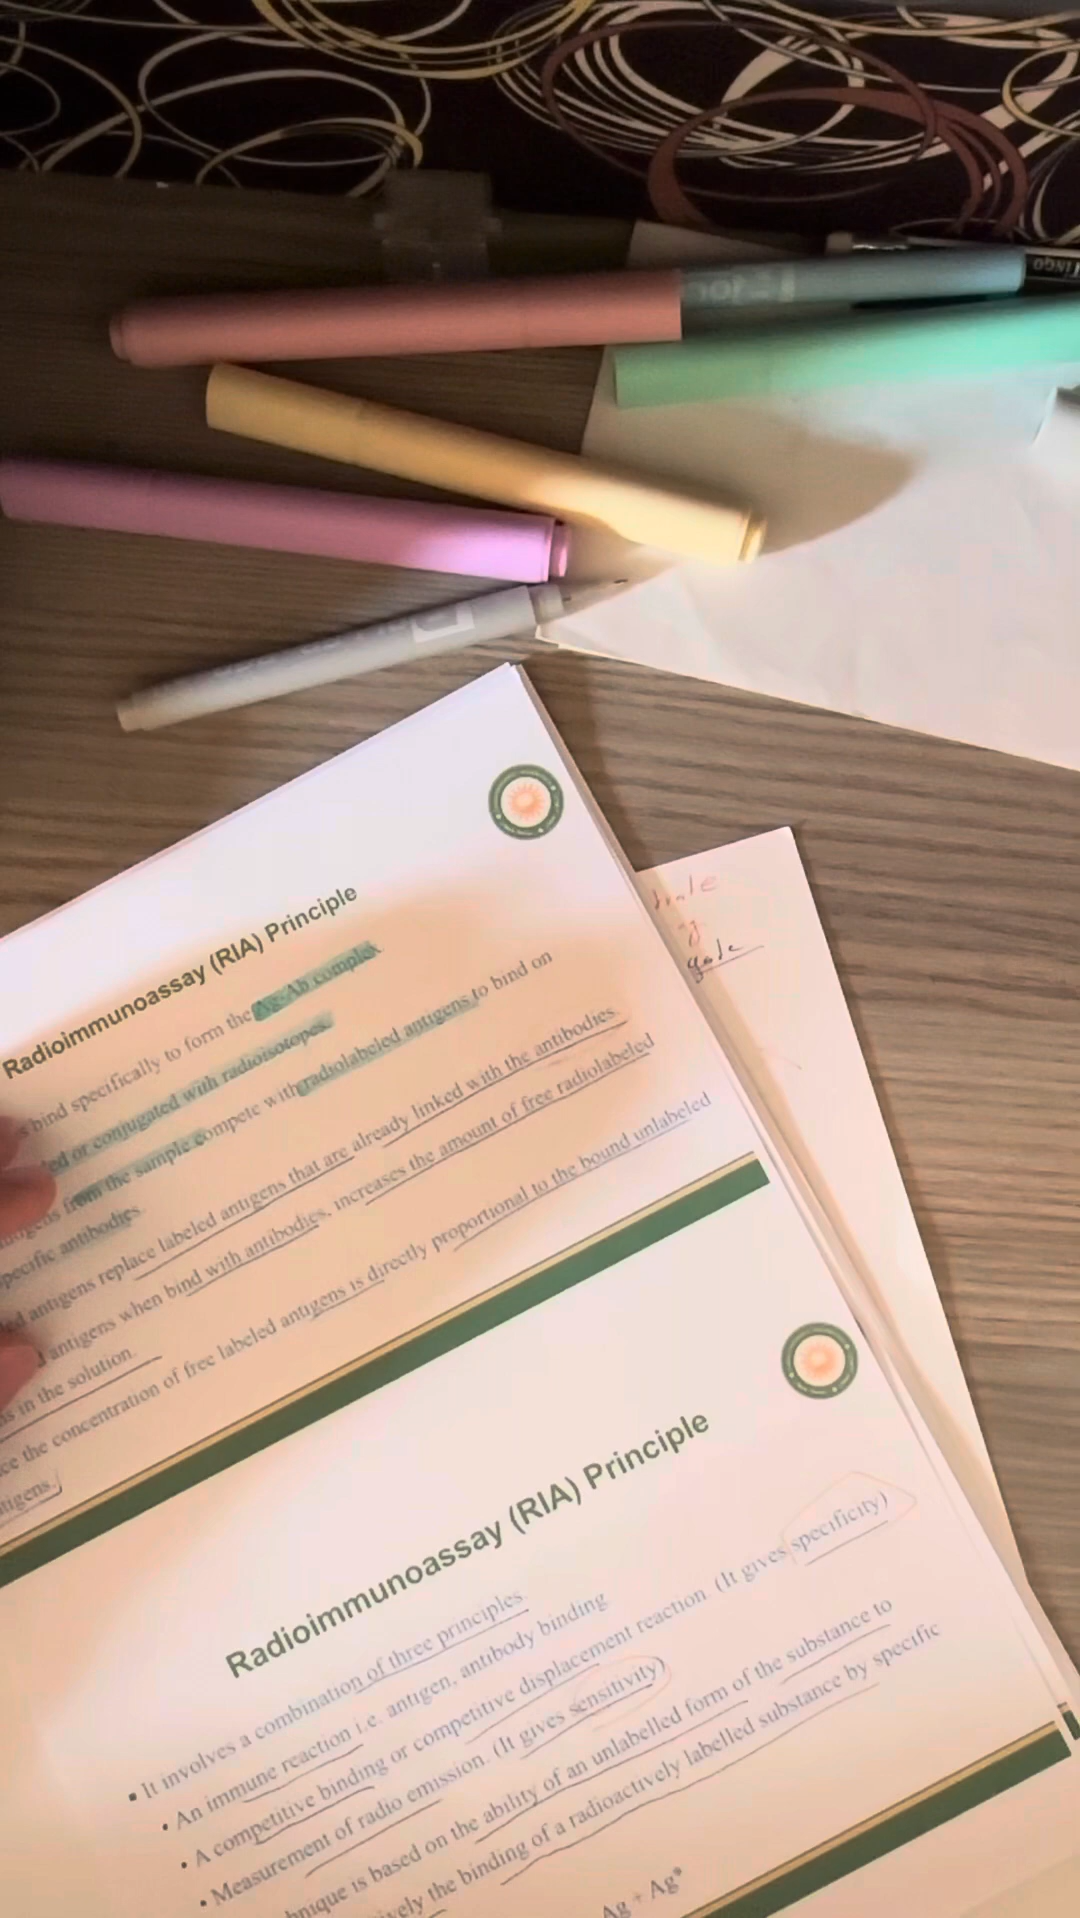 Radioimmunoassay (RIA) Principle
bind specifically to form the Ag-Ab complex.
or conjugated with radioisotopes.
from the sample compete with radiolabeled antigens to bind on
specific antibodies.
antigens replace labeled antigens that are already linked with the antibodies.
antigens when bind with antibodies, increases the amount of free radiolabeled
in the solution.
the concentration of free labeled antigens is directly proportional to the bound unlabeled
Radioimmunoassay (RIA) Principle
▪ It involves a combination of three principles.
• An immune reaction i.e. antigen, antibody binding.
• A competitive binding or competitive displacement reaction. (It gives specificity)
• Measurement of radio emission. (It gives sensitivity)
is based on the ability of an unlabelled form of the substance to
the binding of a radioactively labelled substance by specific
Ag + Ag*